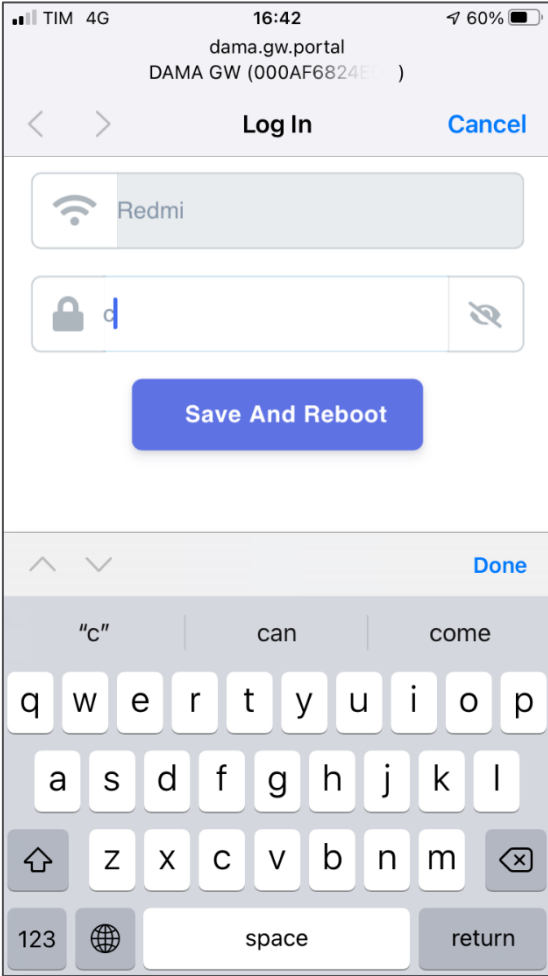 TIM 4G 16:42 60%
dama.gw.portal
DAMA GW (000AF6824 )
Log In Cancel
Redmi
c
Save And Reboot
Done
"c" can come
q w e r t y u i o p
a s d f g h j k l
z x c v b n m
123 space return